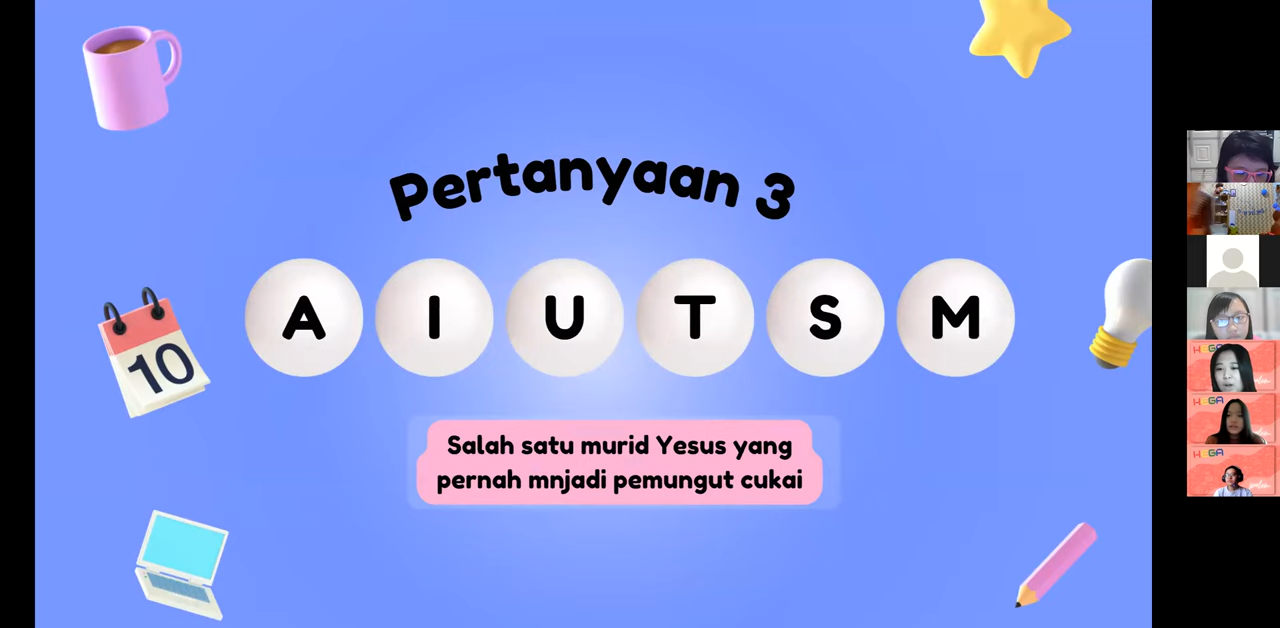 Pertanyaan 3
A I U T S M
Salah satu murid Yesus yang
pernah mnjadi pemungut cukai
10